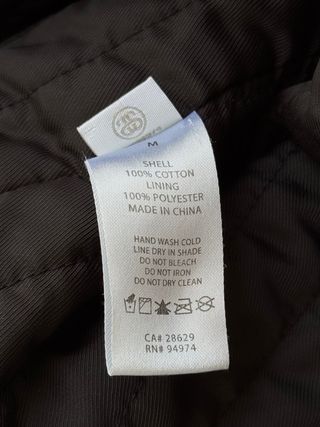 M
SHELL
100% COTTON
LINING
100% POLYESTER
MADE IN CHINA
HAND WASH COLD
LINE DRY IN SHADE
DO NOT BLEACH
DO NOT IRON
DO NOT DRY CLEAN
CA# 28629
RN# 94974